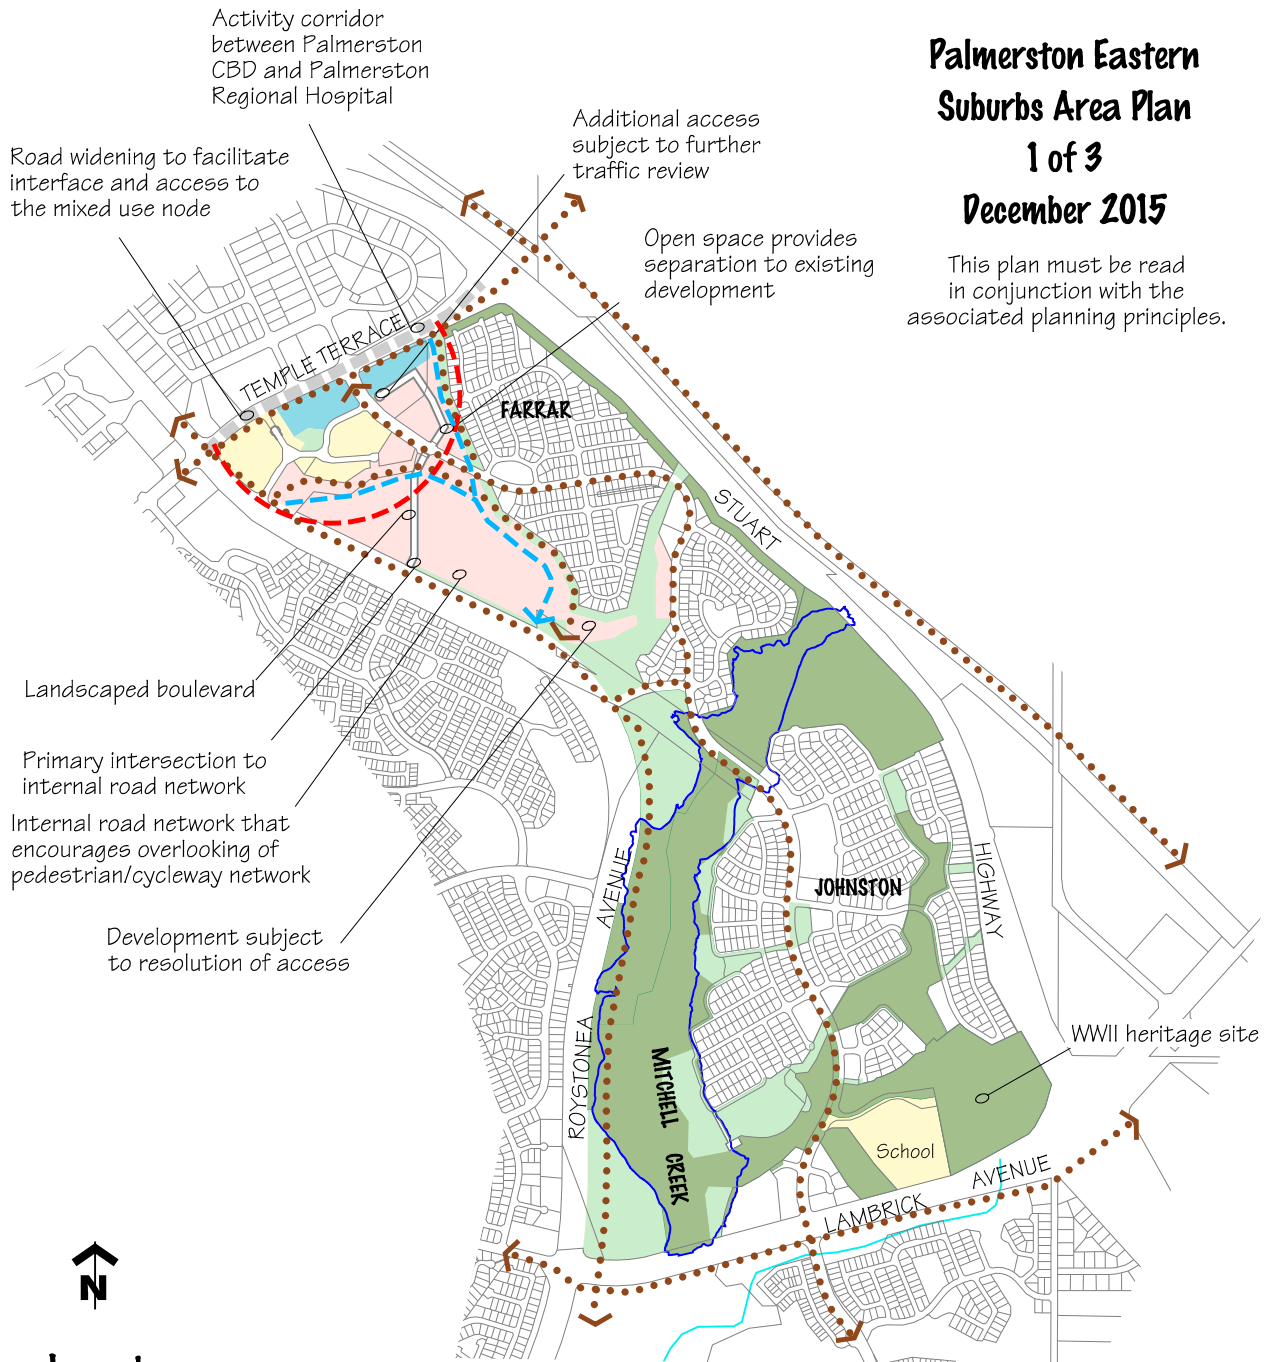 Activity corridor
between Palmerston
CBD and Palmerston
Regional Hospital
Palmerston Eastern
Suburbs Area Plan
1 of 3
December 2015
This plan must be read
in conjunction with the
associated planning principles.
Additional access
subject to further
traffic review
Road widening to facilitate
interface and access to
the mixed use node
Open space provides
separation to existing
development
TEMPLE TERRACE
FARRAR
STUART
HIGHWAY
Landscaped boulevard
Primary intersection to
internal road network
Internal road network that
encourages overlooking of
pedestrian/cycleway network
Development subject
to resolution of access
JOHNSTON
ROYSTONEA AVENUE
MITCHELL CREEK
WWII heritage site
School
LAMBRICK AVENUE
N